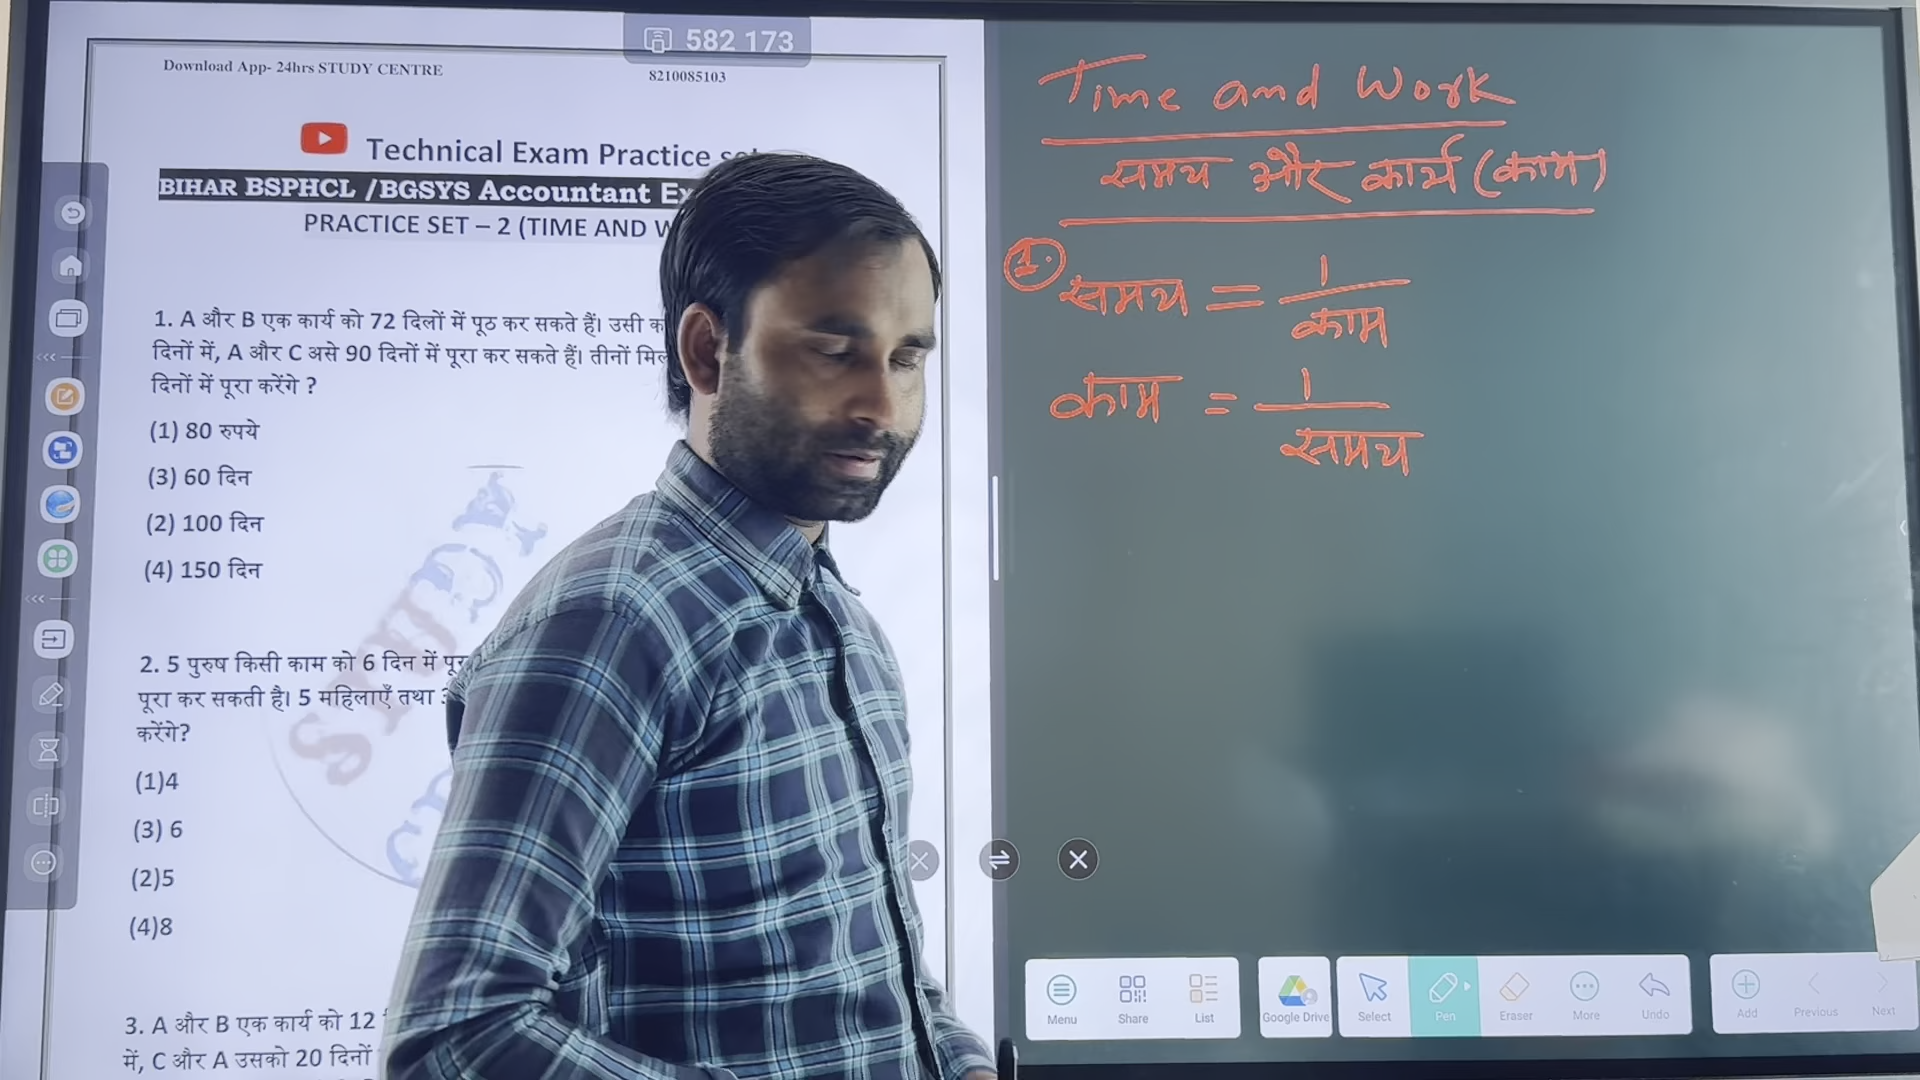 582 173
Download App- 24hrs STUDY CENTRE
8210085103
Technical Exam Practice set
BIHAR BSPHCL /BGSYS Accountant Ex
PRACTICE SET – 2 (TIME AND W
1. A और B एक कार्य को 72 दिलों में पूठ कर सकते हैं। उसी क
दिनों में, A और C असे 90 दिनों में पूरा कर सकते हैं। तीनों मिल
दिनों में पूरा करेंगे ?
(1) 80 रुपये
(3) 60 दिन
(2) 100 दिन
(4) 150 दिन
2. 5 पुरुष किसी काम को 6 दिन में पूर
पूरा कर सकती है। 5 महिलाएँ तथा
करेंगे?
(1)4
(3) 6
(2)5
(4)8
3. A और B एक कार्य को 12
में, C और A उसको 20 दिनों
STUDY
Time and Work
समय और कार्य (काम)
1.
समय = 1/काम
काम = 1/समय
Menu Share List Google Drive Select Pen Eraser More Undo Add Previous Next